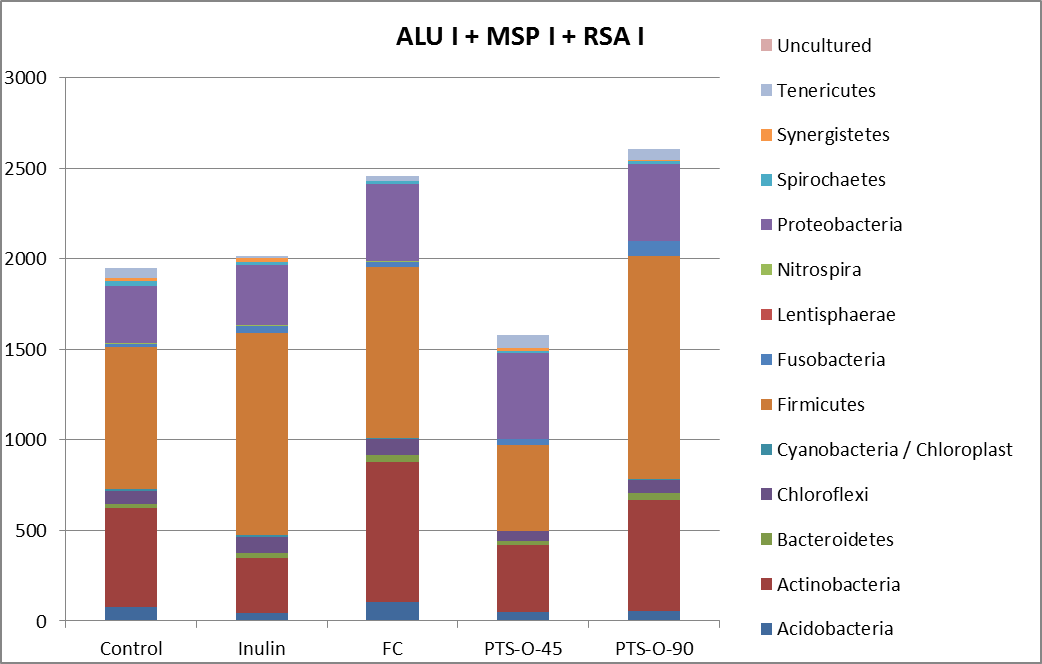 ALU I + MSP I + RSA I
3000
2500
2000
1500
1000
500
0
Control
Inulin
FC
PTS-O-45
PTS-O-90
Uncultured
Tenericutes
Synergistetes
Spirochaetes
Proteobacteria
Nitrospira
Lentisphaerae
Fusobacteria
Firmicutes
Cyanobacteria / Chloroplast
Chloroflexi
Bacteroidetes
Actinobacteria
Acidobacteria